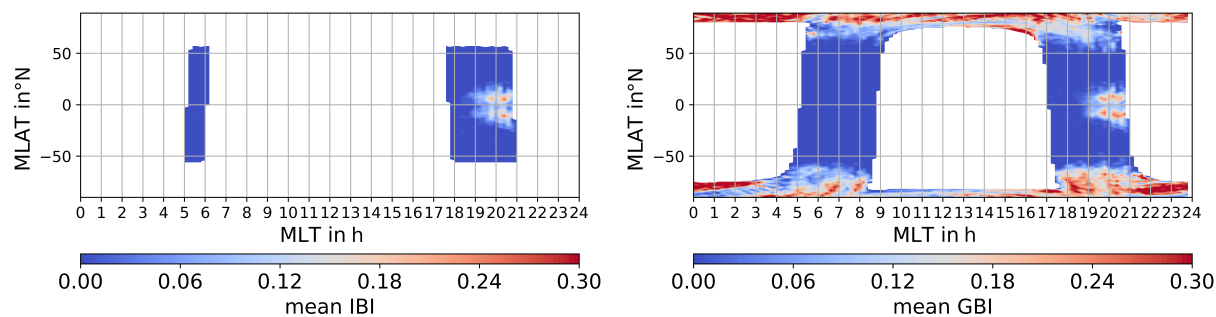 50
0
−50
MLAT in°N
0 1 2 3 4 5 6 7 8 9 10 11 12 13 14 15 16 17 18 19 20 21 22 23 24
MLT in h
0.00 0.06 0.12 0.18 0.24 0.30
mean IBI
50
0
−50
MLAT in°N
0 1 2 3 4 5 6 7 8 9 10 11 12 13 14 15 16 17 18 19 20 21 22 23 24
MLT in h
0.00 0.06 0.12 0.18 0.24 0.30
mean GBI